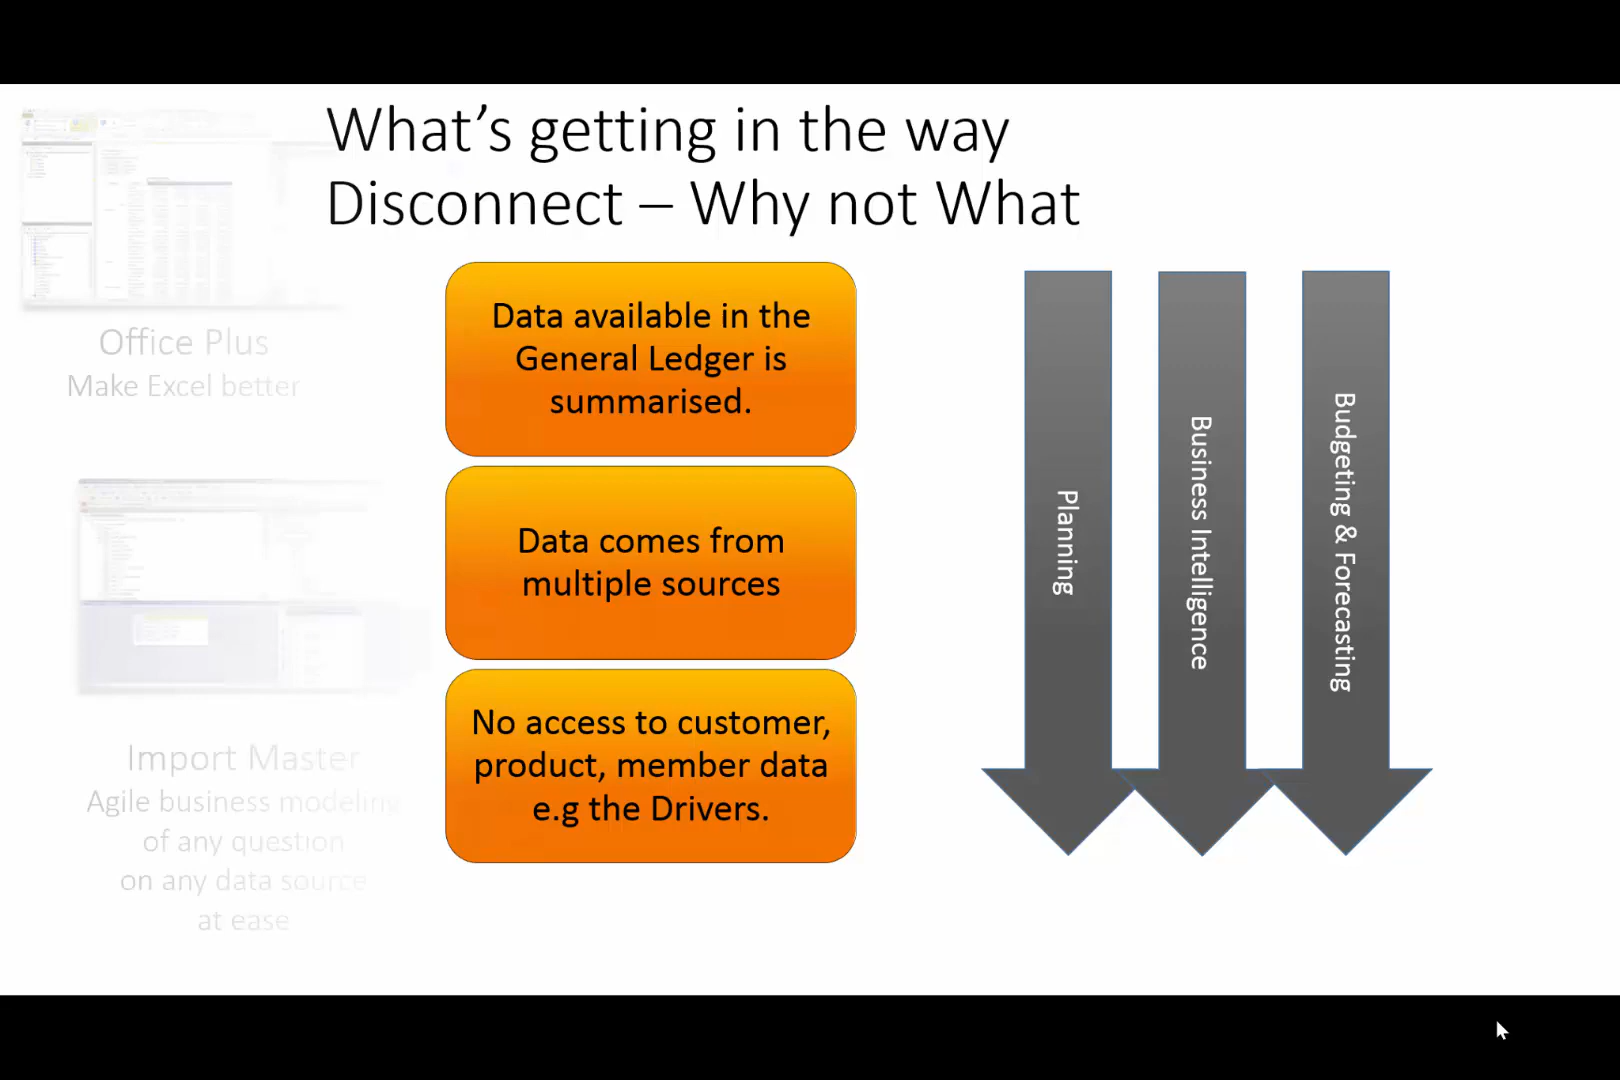 What's getting in the way
Disconnect – Why not What
Office Plus
Make Excel better
Import Master
Agile business modeling
of any question
on any data source
at ease
Data available in the
General Ledger is
summarised.
Data comes from
multiple sources
No access to customer,
product, member data
e.g the Drivers.
Planning
Business Intelligence
Budgeting & Forecasting